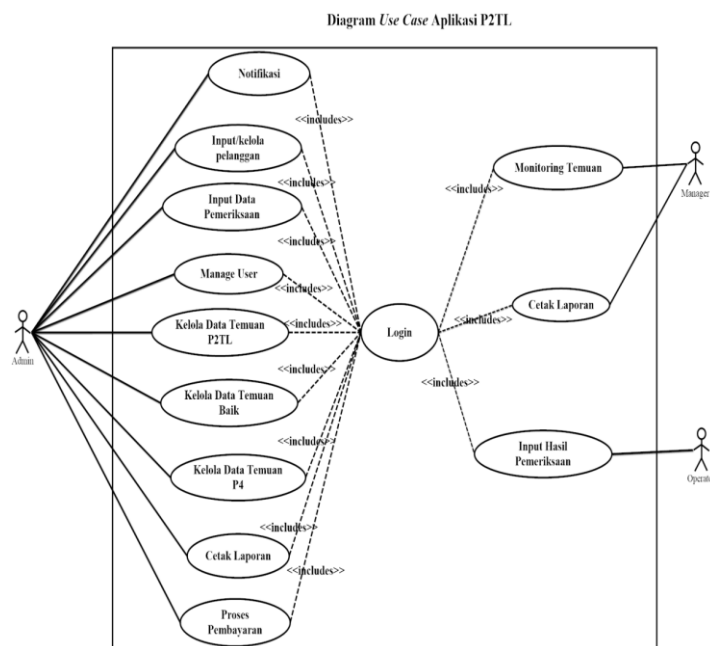 Diagram Use Case Aplikasi P2TL
Notifikasi
<<includes>>
Input/kelola
pelanggan
<<includes>>
Input Data
Pemeriksaan
<<includes>>
Manage User
<<includes>>
Kelola Data Temuan
P2TL
<<includes>>
Kelola Data Temuan
Baik
<<includes>>
Kelola Data Temuan
P4
<<includes>>
Cetak Laporan
<<includes>>
Proses
Pembayaran
<<includes>>
Admin
Login
<<includes>>
Monitoring Temuan
Manager
<<includes>>
Cetak Laporan
<<includes>>
Input Hasil
Pemeriksaan
Operat